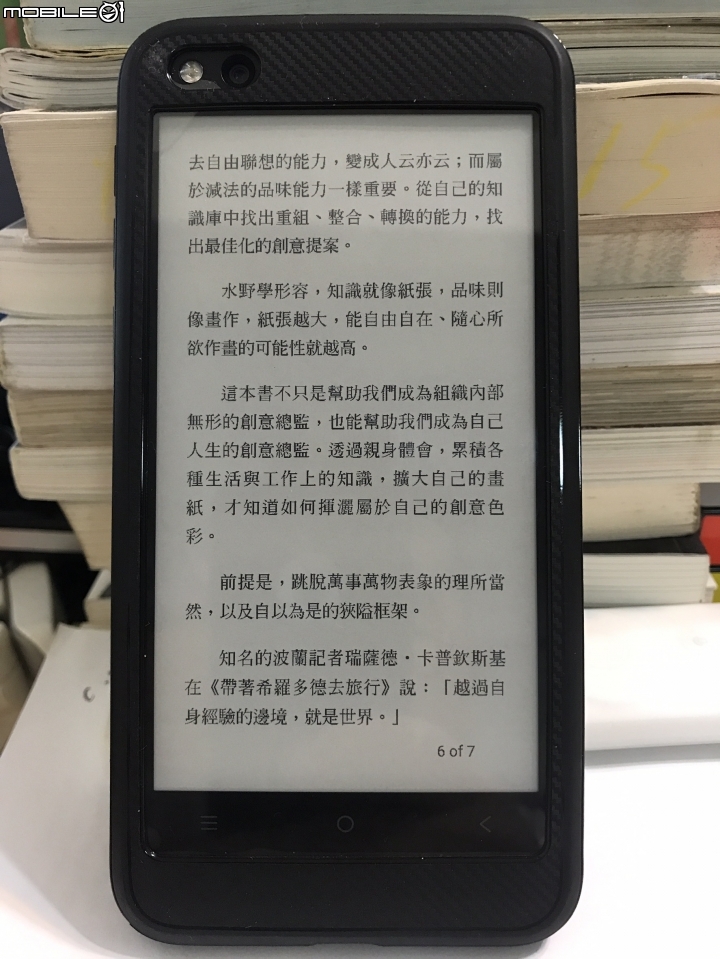 MOBILE01
去自由聯想的能力，變成人云亦云；而屬
於減法的品味能力一樣重要。從自己的知
識庫中找出重組、整合、轉換的能力，找
出最佳化的創意提案。
水野學形容，知識就像紙張，品味則
像畫作，紙張越大，能自由自在、隨心所
欲作畫的可能性就越高。
這本書不只是幫助我們成為組織內部
無形的創意總監，也能幫助我們成為自己
人生的創意總監。透過親身體會，累積各
種生活與工作上的知識，擴大自己的畫
紙，才知道如何揮灑屬於自己的創意色
彩。
前提是，跳脫萬事萬物表象的理所當
然，以及自以為是的狹隘框架。
知名的波蘭記者瑞薩德・卡普欽斯基
在《帶著希羅多德去旅行》說：「越過自
身經驗的邊境，就是世界。」
6 of 7